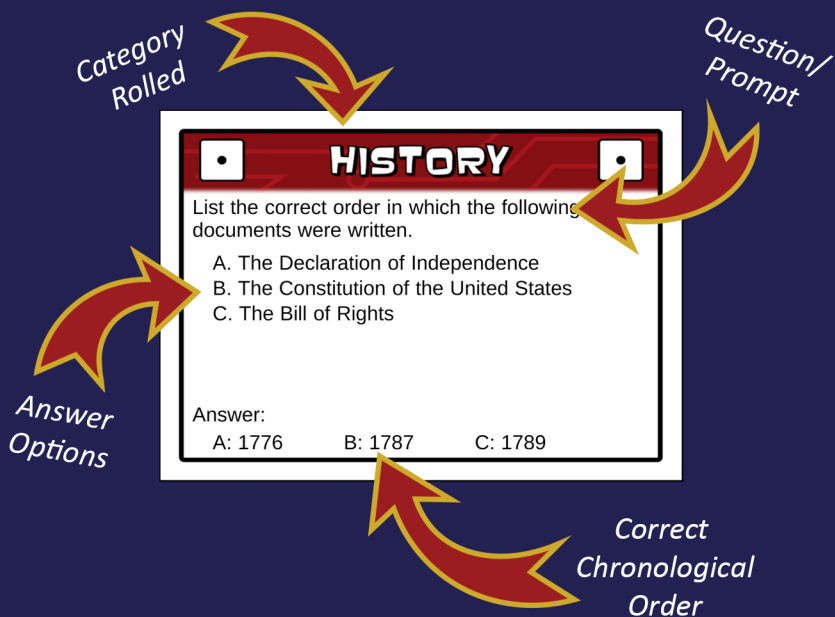 Category
Rolled
Question/
Prompt
HISTORY
List the correct order in which the following
documents were written.
A. The Declaration of Independence
B. The Constitution of the United States
C. The Bill of Rights
Answer
Options
Answer:
A: 1776 B: 1787 C: 1789
Correct
Chronological
Order